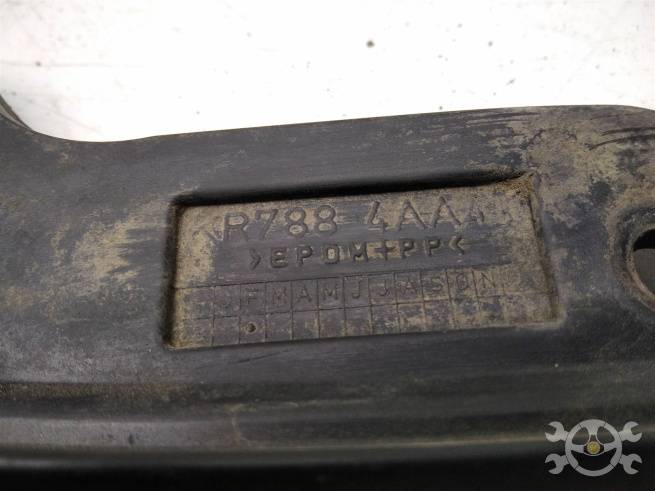 R788 4AA
>EPDM+PP<
J F M A M J J A S O N